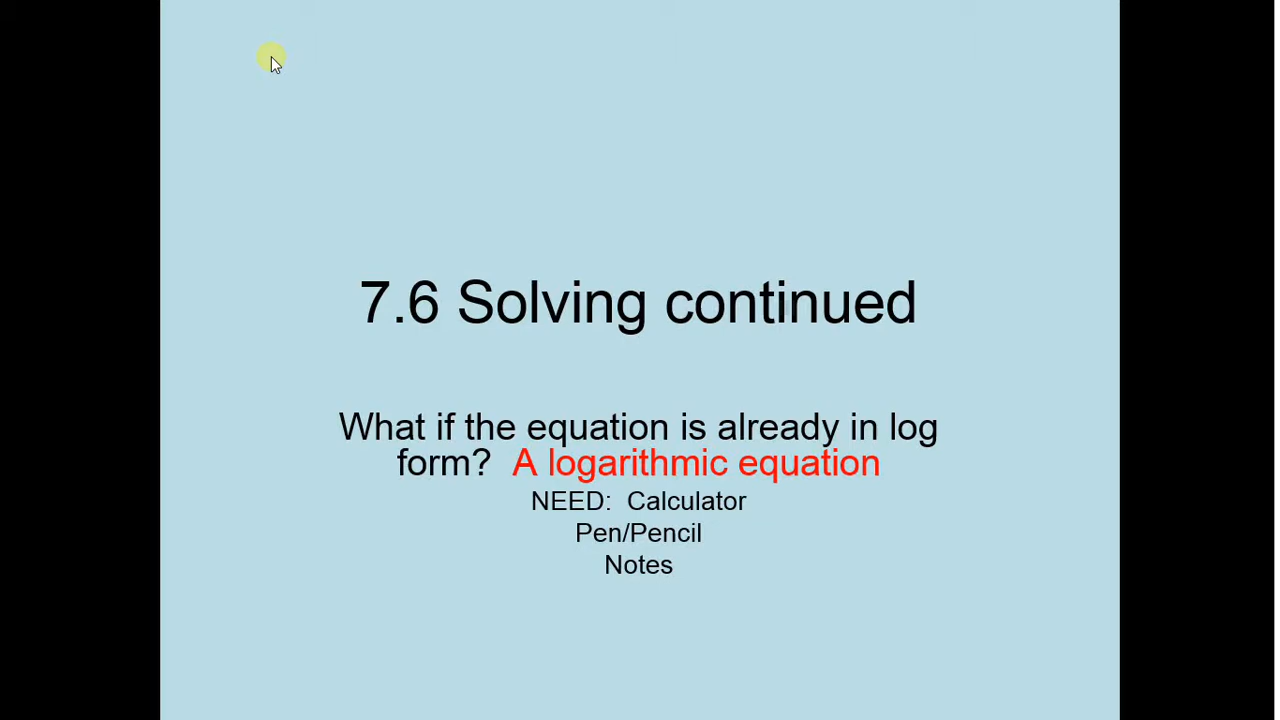 7.6 Solving continued
What if the equation is already in log
form?  A logarithmic equation
NEED:  Calculator
Pen/Pencil
Notes